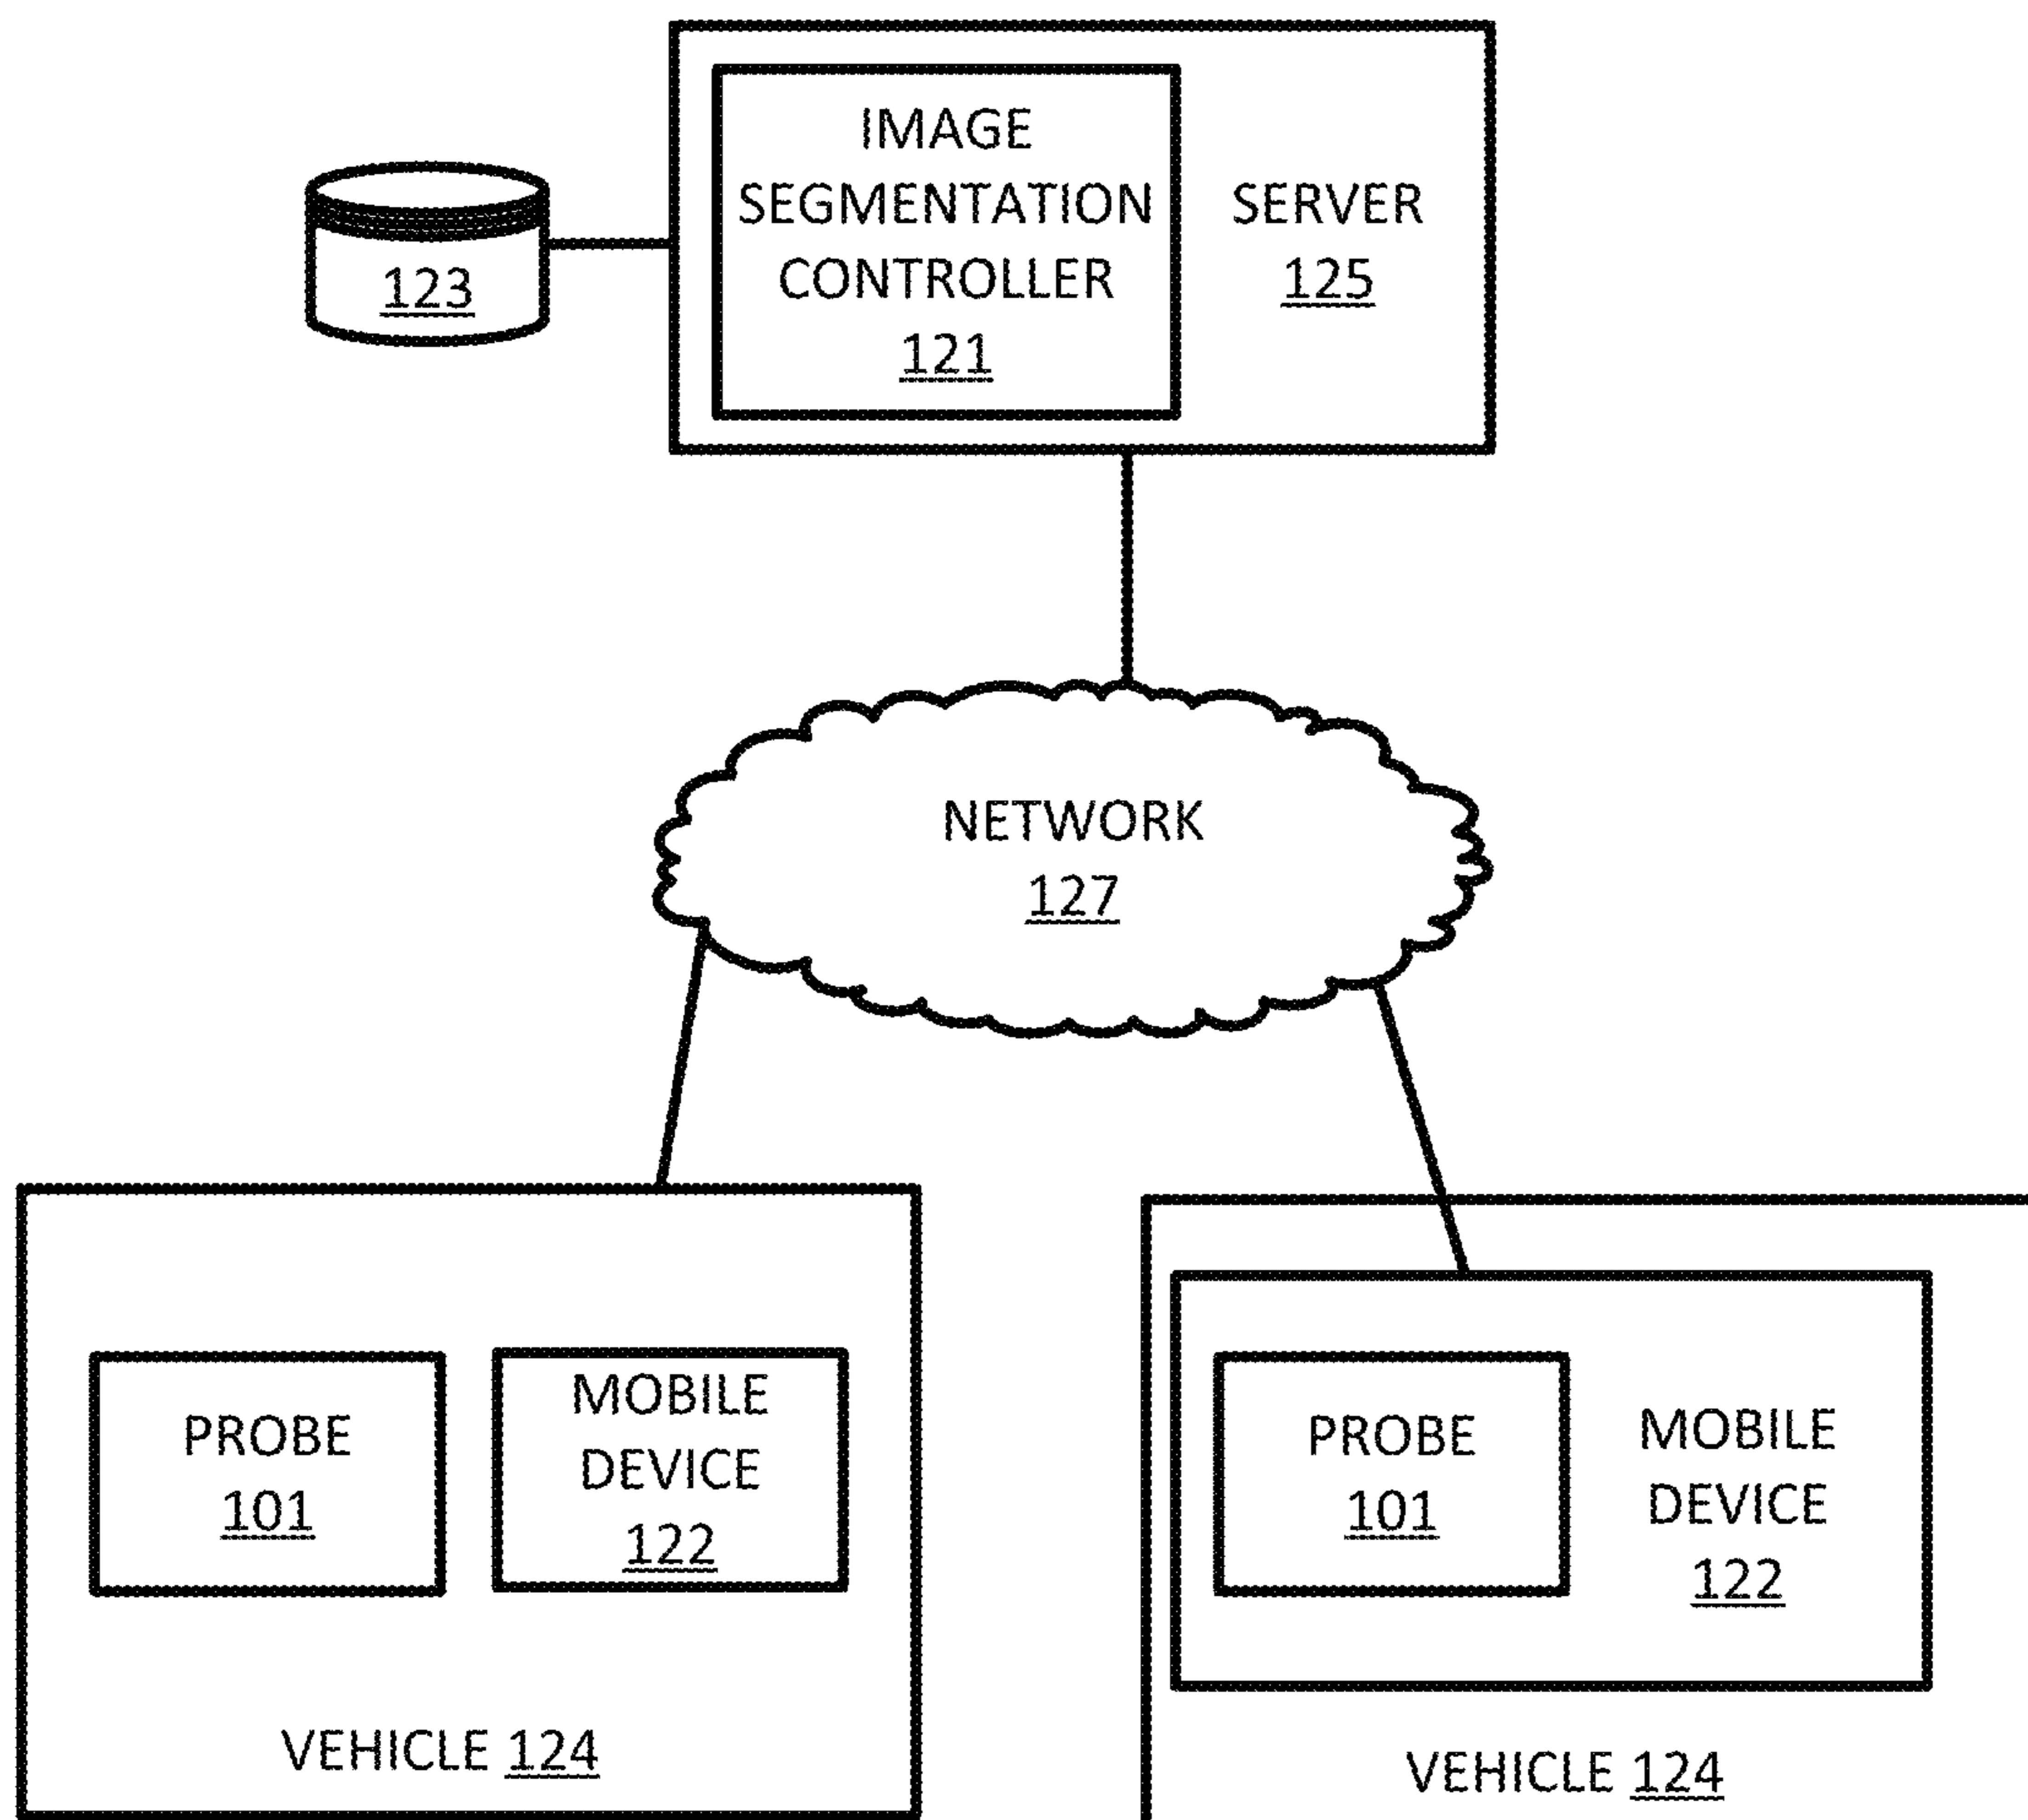 IMAGE
SEGMENTATION
CONTROLLER
121
SERVER
125
123
NETWORK
127
PROBE
101
MOBILE
DEVICE
122
VEHICLE 124
PROBE
101
MOBILE
DEVICE
122
VEHICLE 124